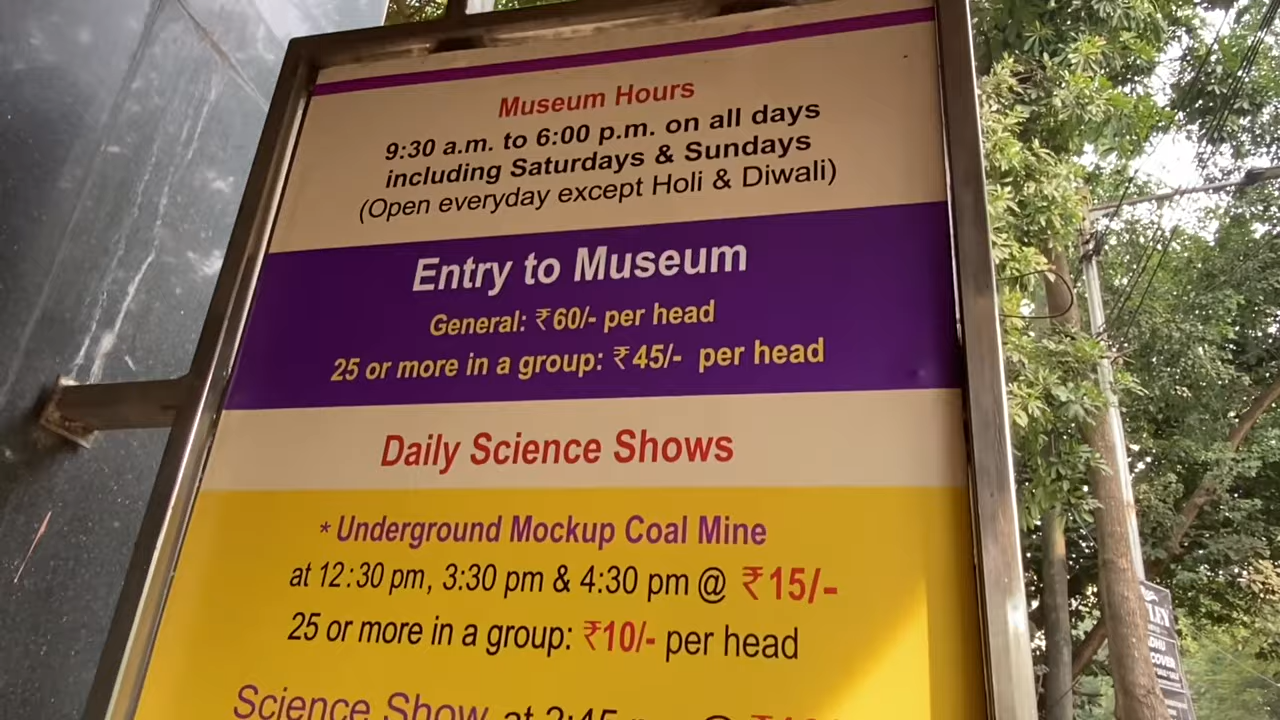 Museum Hours
9:30 a.m. to 6:00 p.m. on all days
including Saturdays & Sundays
(Open everyday except Holi & Diwali)
Entry to Museum
General: ₹60/- per head
25 or more in a group: ₹45/- per head
Daily Science Shows
* Underground Mockup Coal Mine
at 12:30 pm, 3:30 pm & 4:30 pm @ ₹15/-
25 or more in a group: ₹10/- per head
Science Show at 2:45